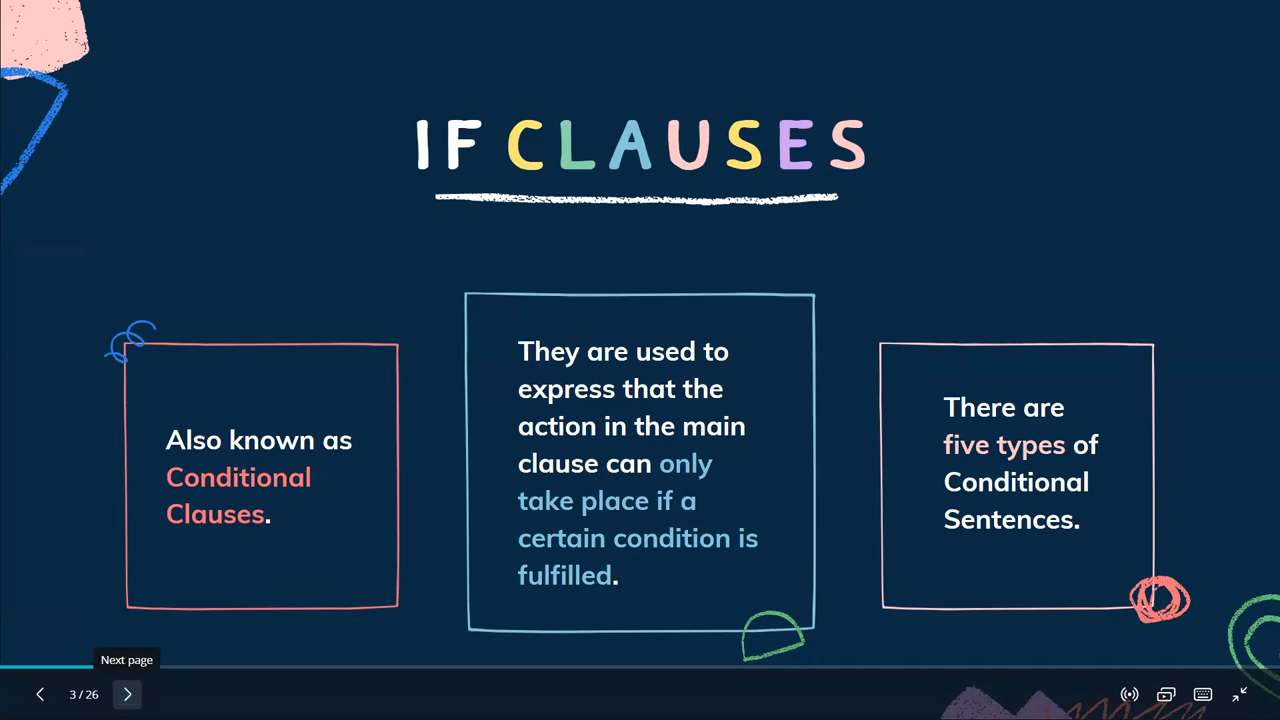 IF CLAUSES
Also known as
Conditional
Clauses.
They are used to
express that the
action in the main
clause can only
take place if a
certain condition is
fulfilled.
There are
five types of
Conditional
Sentences.
Next page
3 / 26